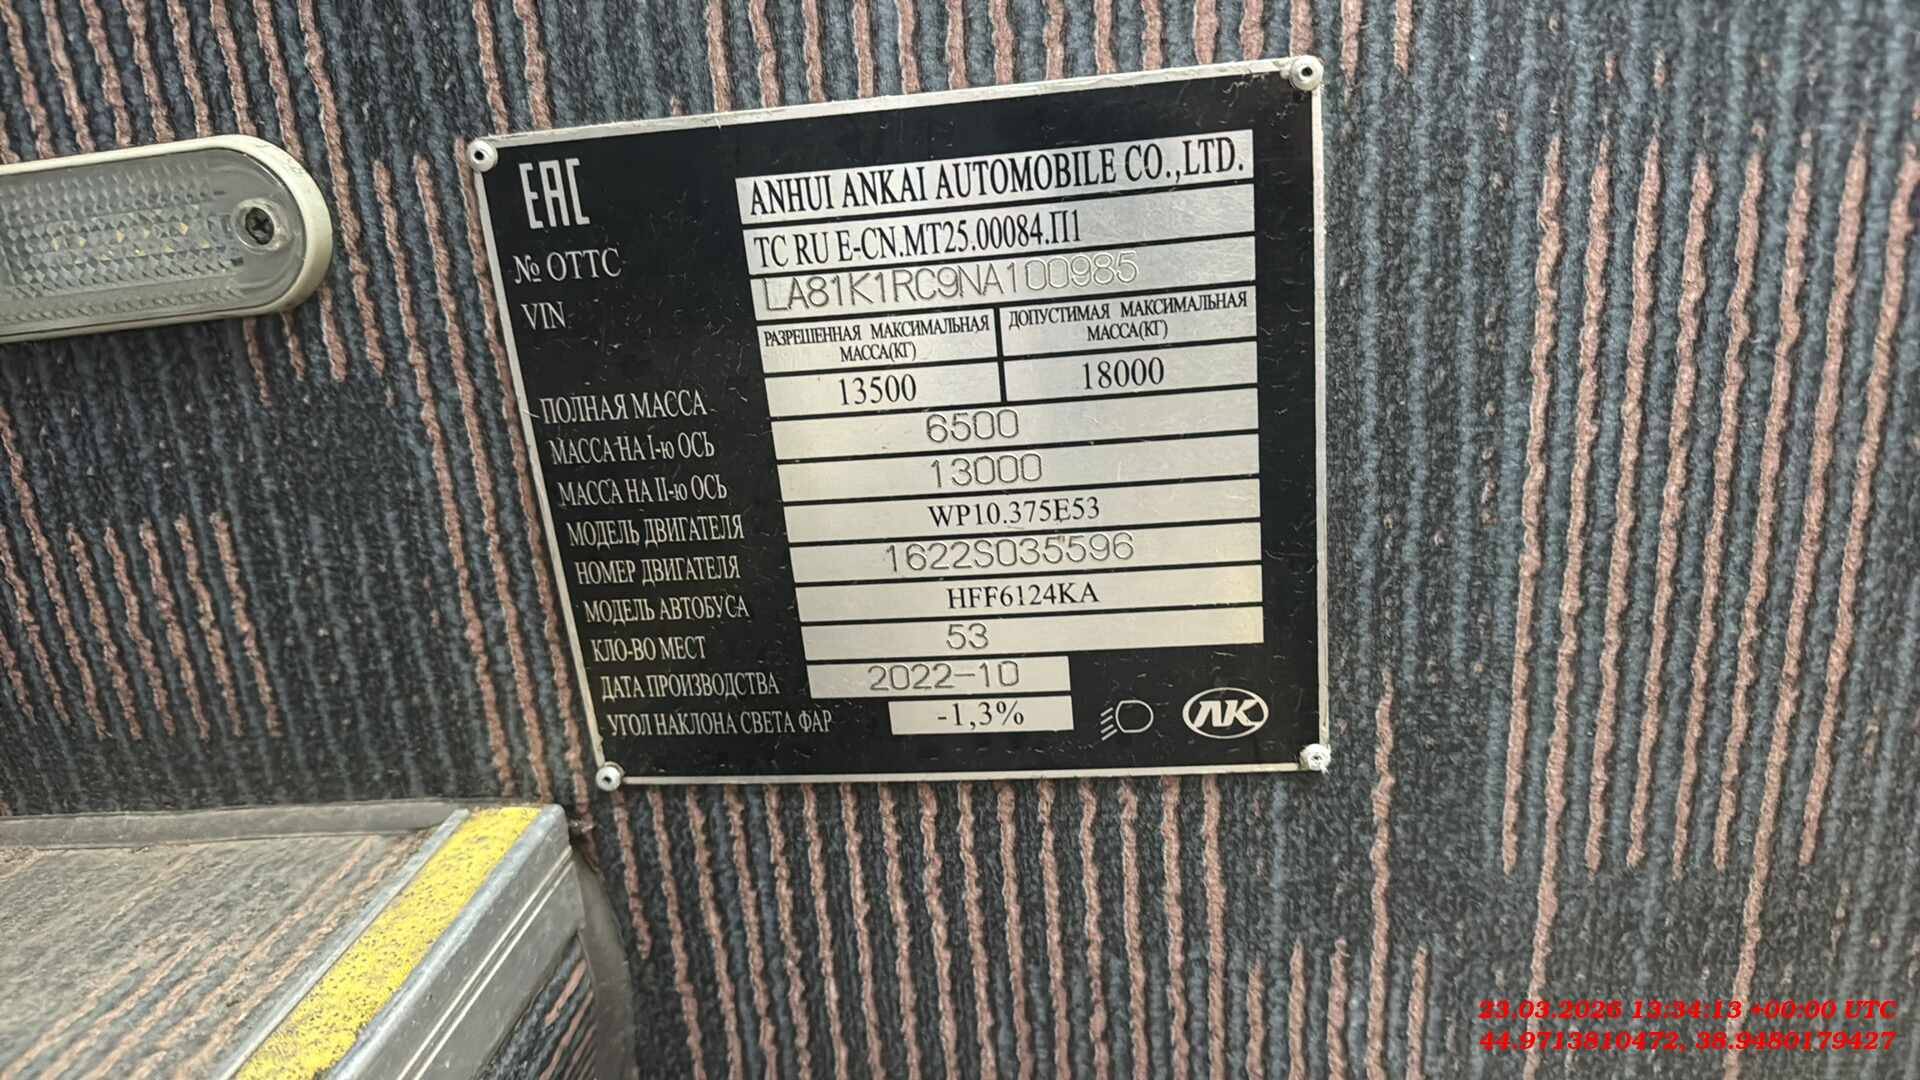 EAC
ANHUI ANKAI AUTOMOBILE CO.,LTD.
№ ОТТС TC RU E-CN.MT25.00084.П1
VIN LA81K1RC9NA100985
РАЗРЕШЕННАЯ МАКСИМАЛЬНАЯ МАССА(КГ)
ДОПУСТИМАЯ МАКСИМАЛЬНАЯ МАССА(КГ)
ПОЛНАЯ МАССА 13500 18000
МАССА НА I-ю ОСЬ 6500
МАССА НА II-ю ОСЬ 13000
МОДЕЛЬ ДВИГАТЕЛЯ WP10.375E53
НОМЕР ДВИГАТЕЛЯ 1622S035596
МОДЕЛЬ АВТОБУСА HFF6124KA
КЛО-ВО МЕСТ 53
ДАТА ПРОИЗВОДСТВА 2022-10
УГОЛ НАКЛОНА СВЕТА ФАР -1,3%
AK
23.03.2026 13:34:13 +00:00 UTC
44.9713810472, 38.9480179427